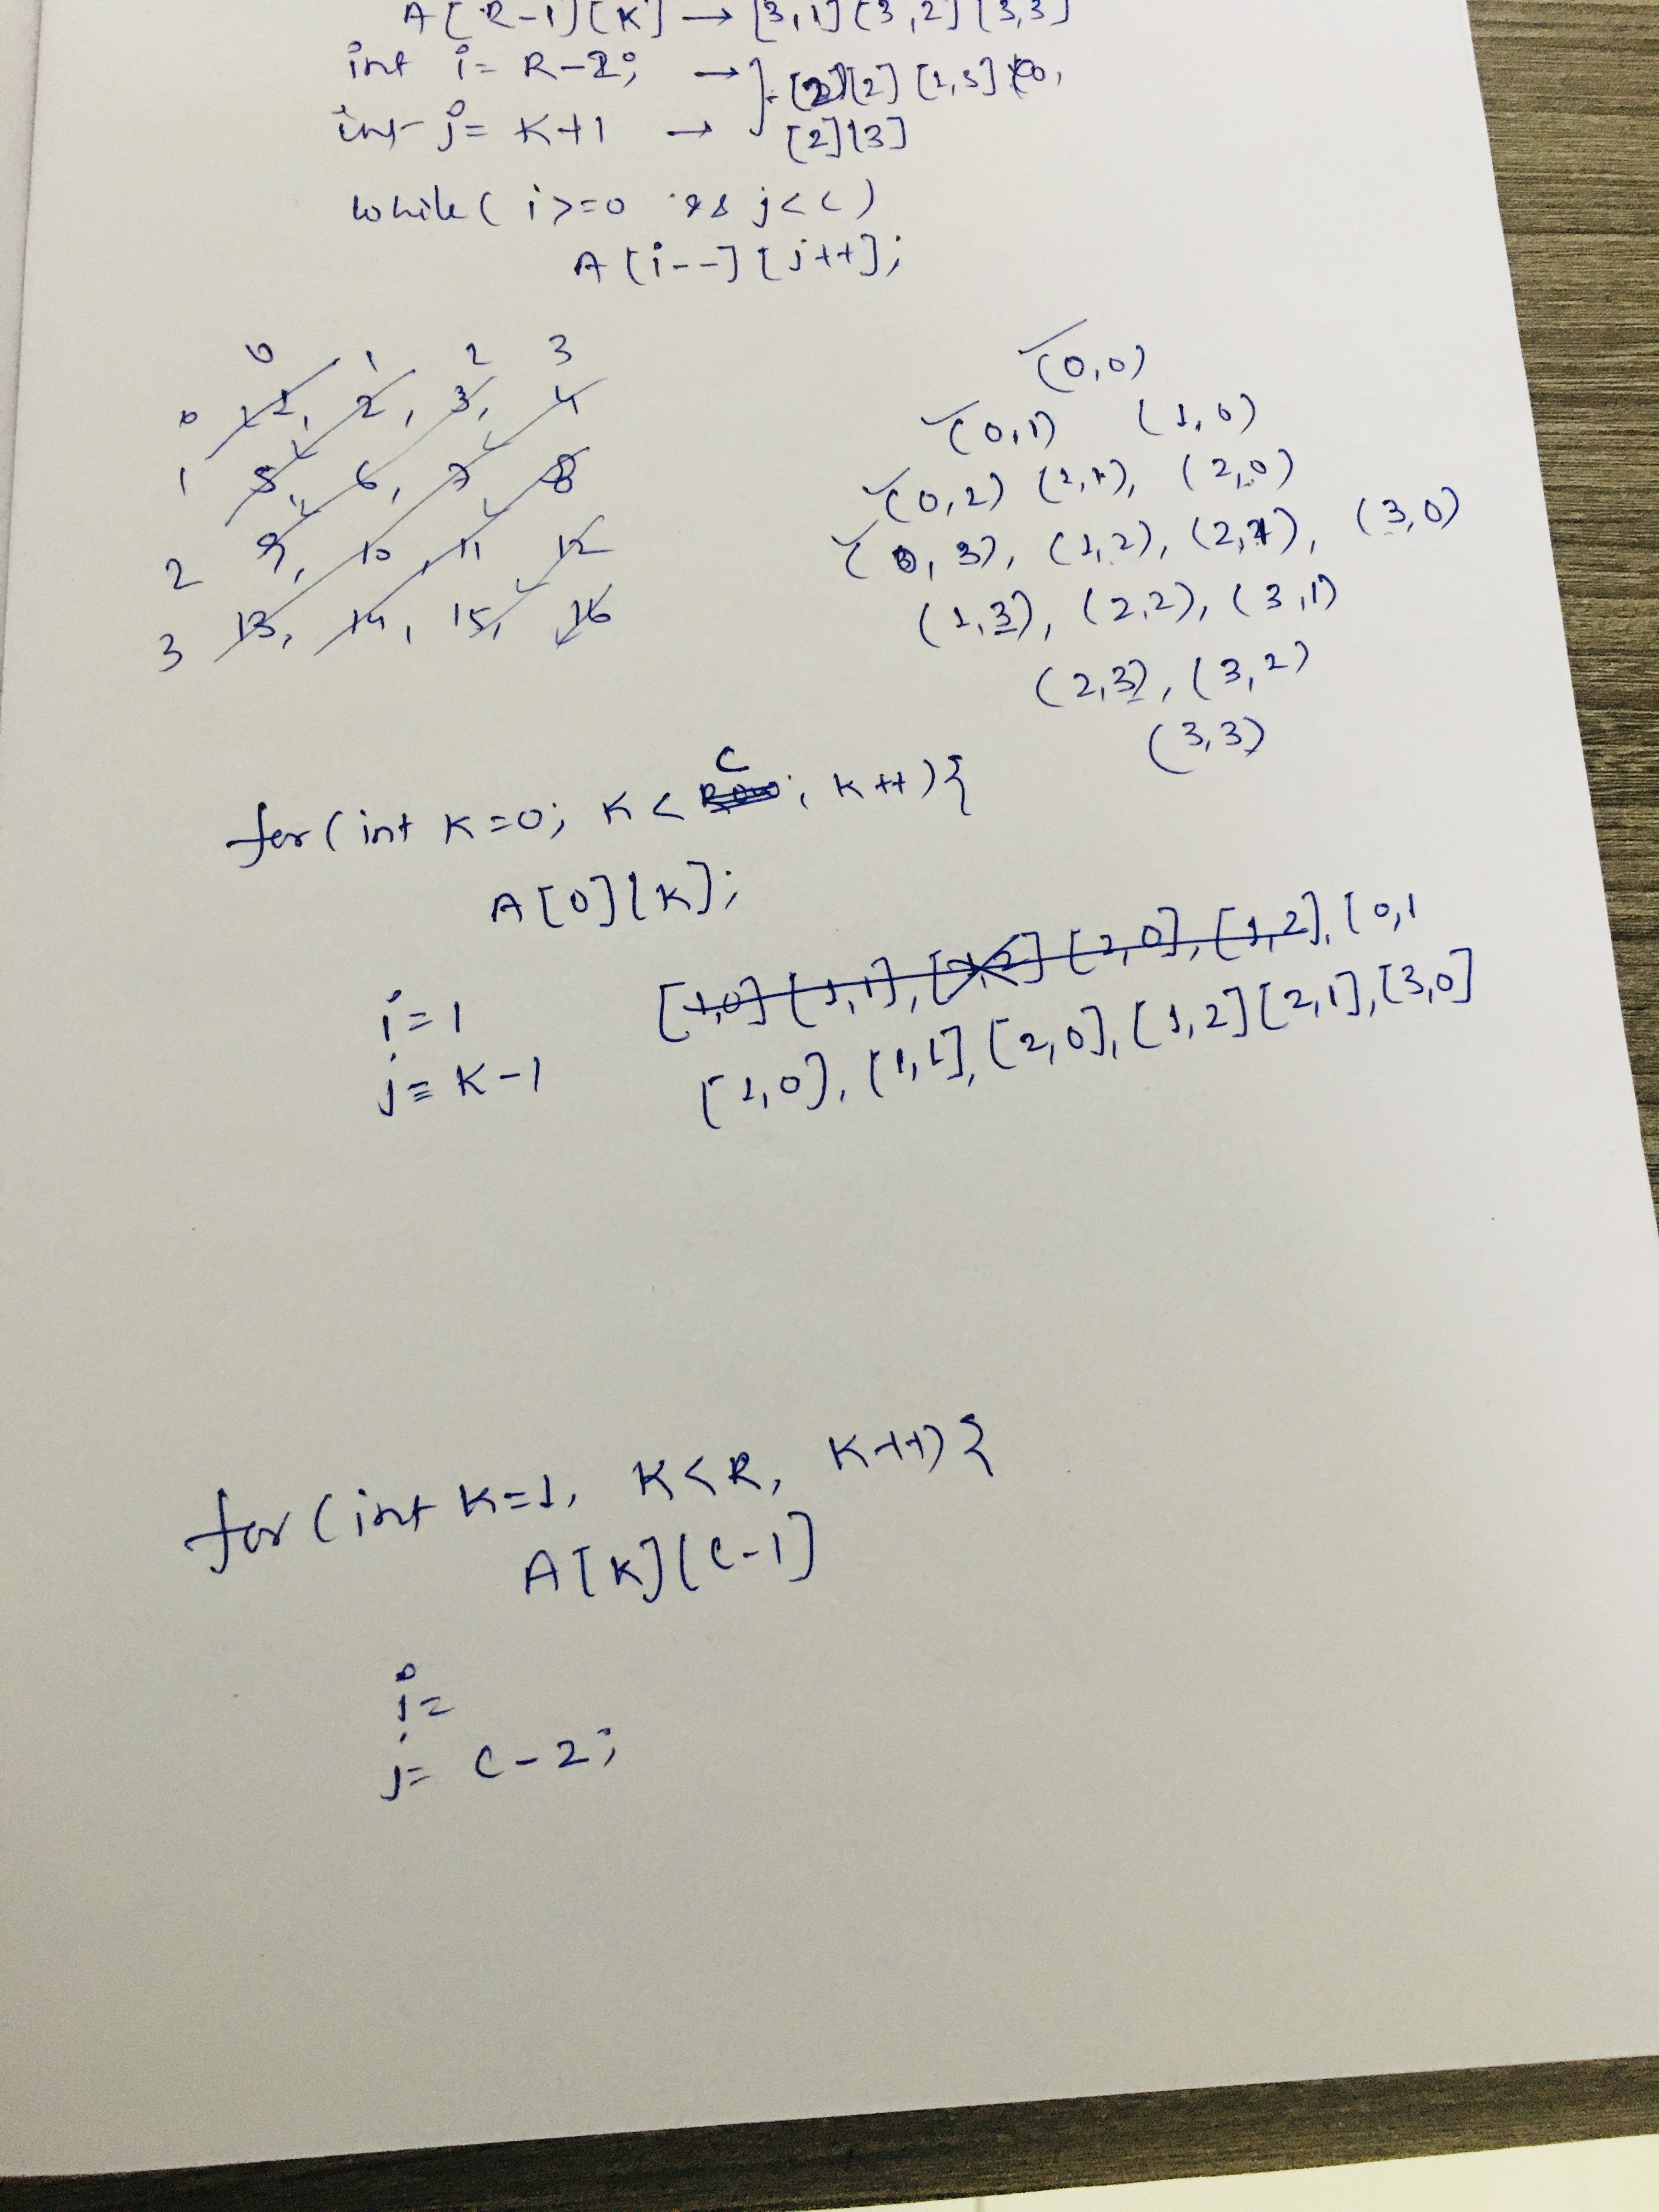 A[R-1][K] → [3,1] [3,2] [3,3]
int i = R-2; → [2][2] [1,3]
int j = K+1 → [2][3]
while( i>=0 && j<C)
A[i--][j++];
0 1 2 3
0 1, 2, 3, 4
1 5, 6, 7 8
2 9, 10, 11 12
3 13, 14, 15, 16
(0,0)
(0,1) (1,0)
(0,2) (1,1), (2,0)
(0,3), (1,2), (2,1), (3,0)
(1,3), (2,2), (3,1)
(2,3), (3,2)
(3,3)
for(int K=0; K<C; K++){
A[0][K];
[1,0] [1,1], [2,0], [1,2], [0,1
i=1
j=K-1
[1,0], [1,1], [2,0], [1,2] [2,1], [3,0]
for(int K=1, K<R, K++){
A[K][C-1]
i=
j= C-2;